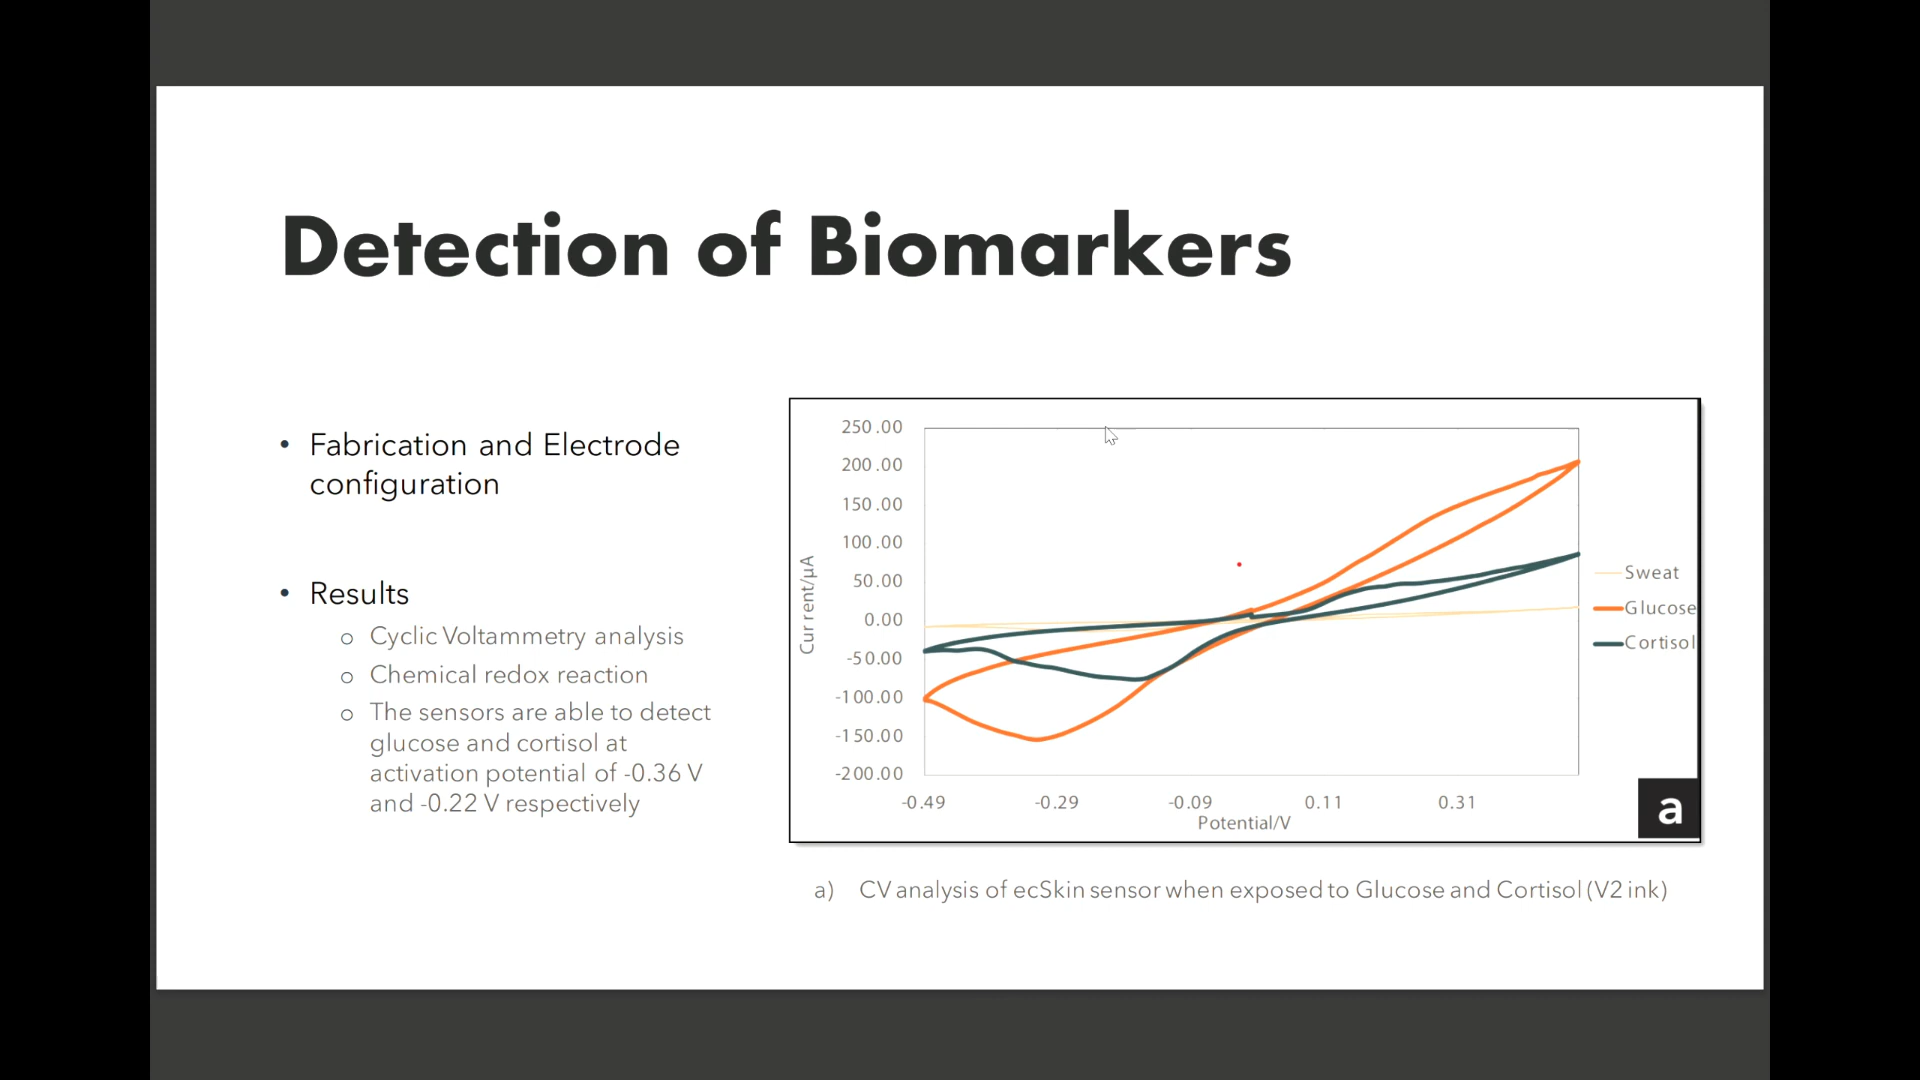 Detection of Biomarkers
• Fabrication and Electrode
configuration
• Results
o Cyclic Voltammetry analysis
o Chemical redox reaction
o The sensors are able to detect
glucose and cortisol at
activation potential of -0.36 V
and -0.22 V respectively
250.00
200.00
150.00
100.00
50.00
0.00
-50.00
-100.00
-150.00
-200.00
Current/µA
-0.49 -0.29 -0.09 0.11 0.31
Potential/V
Sweat
Glucose
Cortisol
a
a) CV analysis of ecSkin sensor when exposed to Glucose and Cortisol (V2 ink)